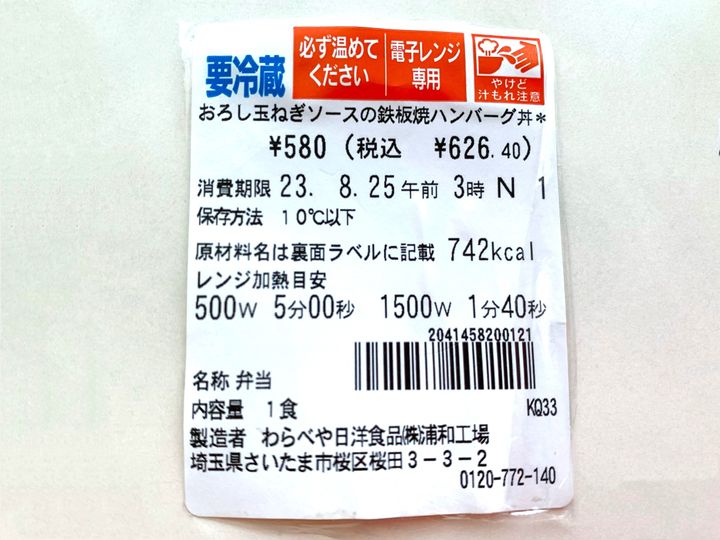 要冷蔵
必ず温めて
ください
電子レンジ
専用
やけど
汁もれ注意
おろし玉ねぎソースの鉄板焼ハンバーグ丼*
¥580 (税込 ¥626.40)
消費期限 23. 8.25午前 3時 N 1
保存方法 10℃以下
原材料名は裏面ラベルに記載 742kcal
レンジ加熱目安
500W 5分00秒 1500W 1分40秒
2041458200121
名称 弁当
内容量 1食
KQ33
製造者 わらべや日洋食品㈱浦和工場
埼玉県さいたま市桜区桜田3-3-2
0120-772-140